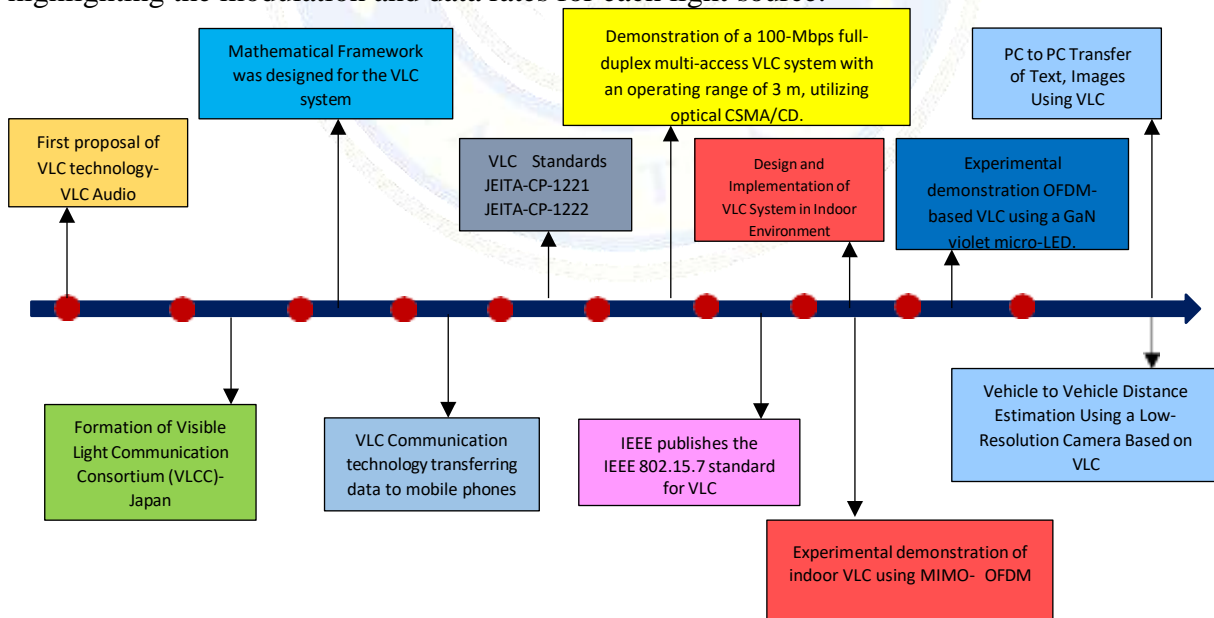 highlighting the modulation and data rates for each light source.
Mathematical Framework
was designed for the VLC
system
Demonstration of a 100-Mbps full-
duplex multi-access VLC system with
an operating range of 3 m, utilizing
optical CSMA/CD.
PC to PC Transfer
of Text, Images
Using VLC
First proposal of
VLC technology-
VLC Audio
VLC Standards
JEITA-CP-1221
JEITA-CP-1222
Design and
Implementation of
VLC System in Indoor
Environment
Experimental
demonstration OFDM-
based VLC using a GaN
violet micro-LED.
Formation of Visible
Light Communication
Consortium (VLCC)-
Japan
VLC Communication
technology transferring
data to mobile phones
IEEE publishes the
IEEE 802.15.7 standard
for VLC
Vehicle to Vehicle Distance
Estimation Using a Low-
Resolution Camera Based on
VLC
Experimental demonstration of
indoor VLC using MIMO- OFDM